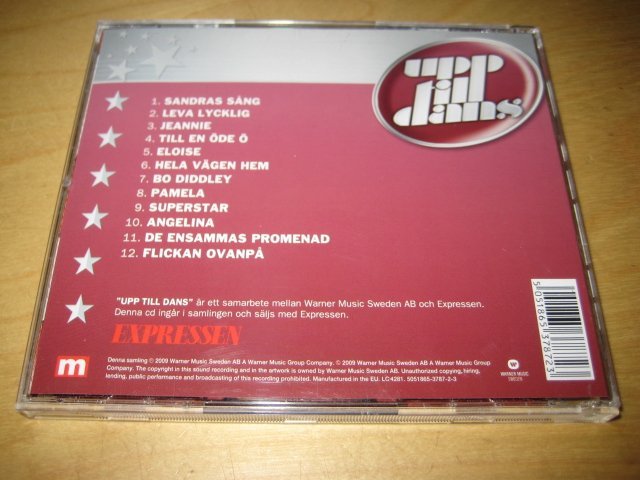 upp
till
dans
1. SANDRAS SÅNG
2. LEVA LYCKLIG
3. JEANNIE
4. TILL EN ÖDE Ö
5. ELOISE
6. HELA VÄGEN HEM
7. BO DIDDLEY
8. PAMELA
9. SUPERSTAR
10. ANGELINA
11. DE ENSAMMAS PROMENAD
12. FLICKAN OVANPÅ
"UPP TILL DANS" är ett samarbete mellan Warner Music Sweden AB och Expressen.
Denna cd ingår i samlingen och säljs med Expressen.
EXPRESSEN
m
Denna samling ℗ 2009 Warner Music Sweden AB A Warner Music Group Company. © 2009 Warner Music Sweden AB A Warner Music Group
Company. The copyright in this sound recording and in the artwork is owned by Warner Music Sweden AB. Unauthorized copying, hiring,
lending, public performance and broadcasting of this recording prohibited. Manufactured in the EU. LC4281. 5051865-3787-2-3
WARNER MUSIC
SWEDEN
5 051865 378723